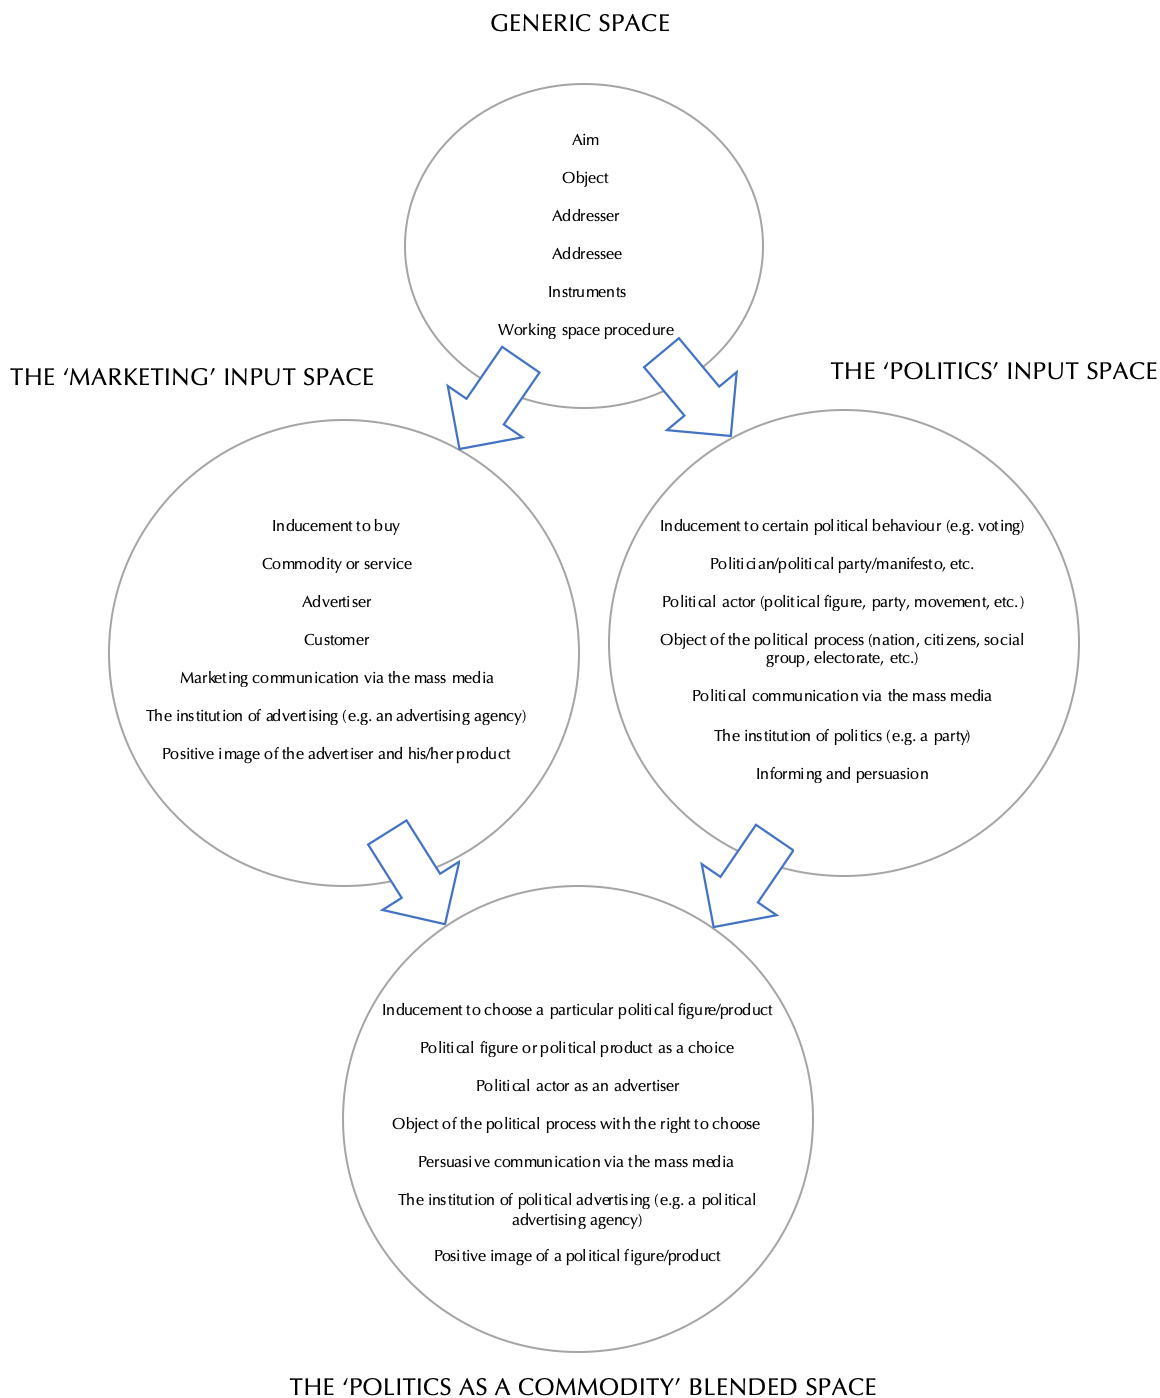 GENERIC SPACE
Aim
Object
Addresser
Addressee
Instruments
Working space procedure
THE ‘MARKETING’ INPUT SPACE
Inducement to buy
Commodity or service
Advertiser
Customer
Marketing communication via the mass media
The institution of advertising (e.g. an advertising agency)
Positive image of the advertiser and his/her product
THE ‘POLITICS’ INPUT SPACE
Inducement to certain political behaviour (e.g. voting)
Politician/political party/manifesto, etc.
Political actor (political figure, party, movement, etc.)
Object of the political process (nation, citizens, social
group, electorate, etc.)
Political communication via the mass media
The institution of politics (e.g. a party)
Informing and persuasion
Inducement to choose a particular political figure/product
Political figure or political product as a choice
Political actor as an advertiser
Object of the political process with the right to choose
Persuasive communication via the mass media
The institution of political advertising (e.g. a political
advertising agency)
Positive image of a political figure/product
THE ‘POLITICS AS A COMMODITY’ BLENDED SPACE